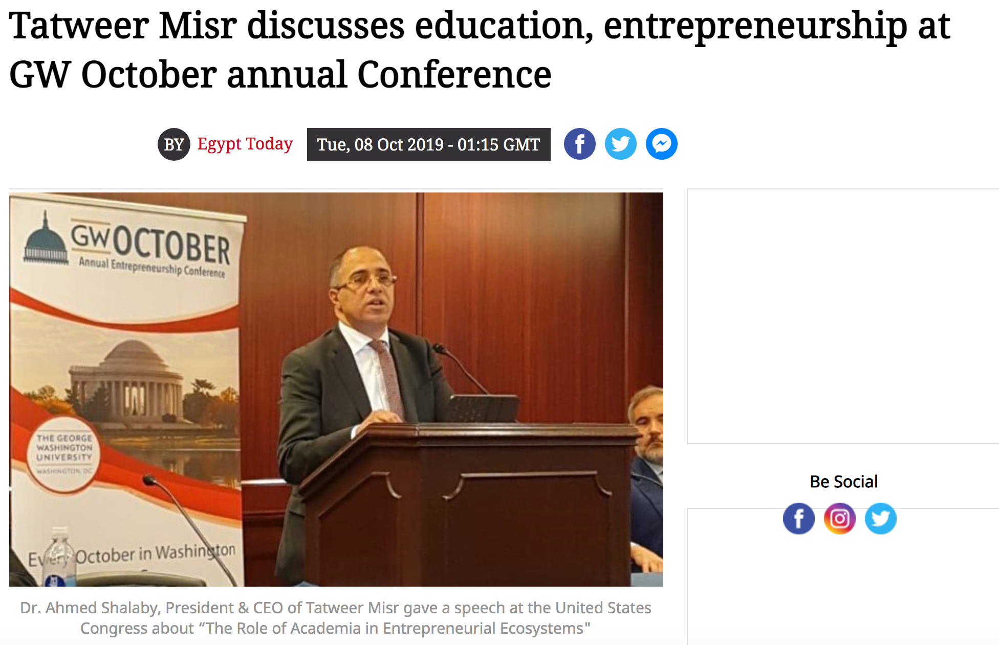 Tatweer Misr discusses education, entrepreneurship at
GW October annual Conference
BY Egypt Today Tue, 08 Oct 2019 - 01:15 GMT
GWOCTOBER
Annual Entrepreneurship Conference
THE GEORGE
WASHINGTON
UNIVERSITY
WASHINGTON, DC
Every October in Washington
Be Social
Dr. Ahmed Shalaby, President & CEO of Tatweer Misr gave a speech at the United States
Congress about “The Role of Academia in Entrepreneurial Ecosystems"